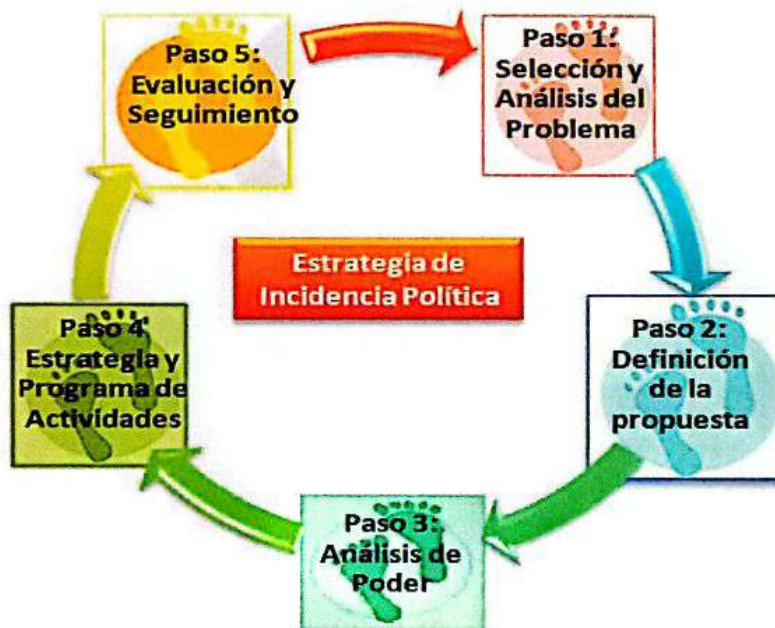 Paso 5:
Evaluación y
Seguimiento
Paso 1:
Selección y
Análisis del
Problema
Estrategia de
Incidencia Política
Paso 2:
Definición
de la
propuesta
Paso 3:
Análisis de
Poder
Paso 4:
Estrategia y
Programa de
Actividades